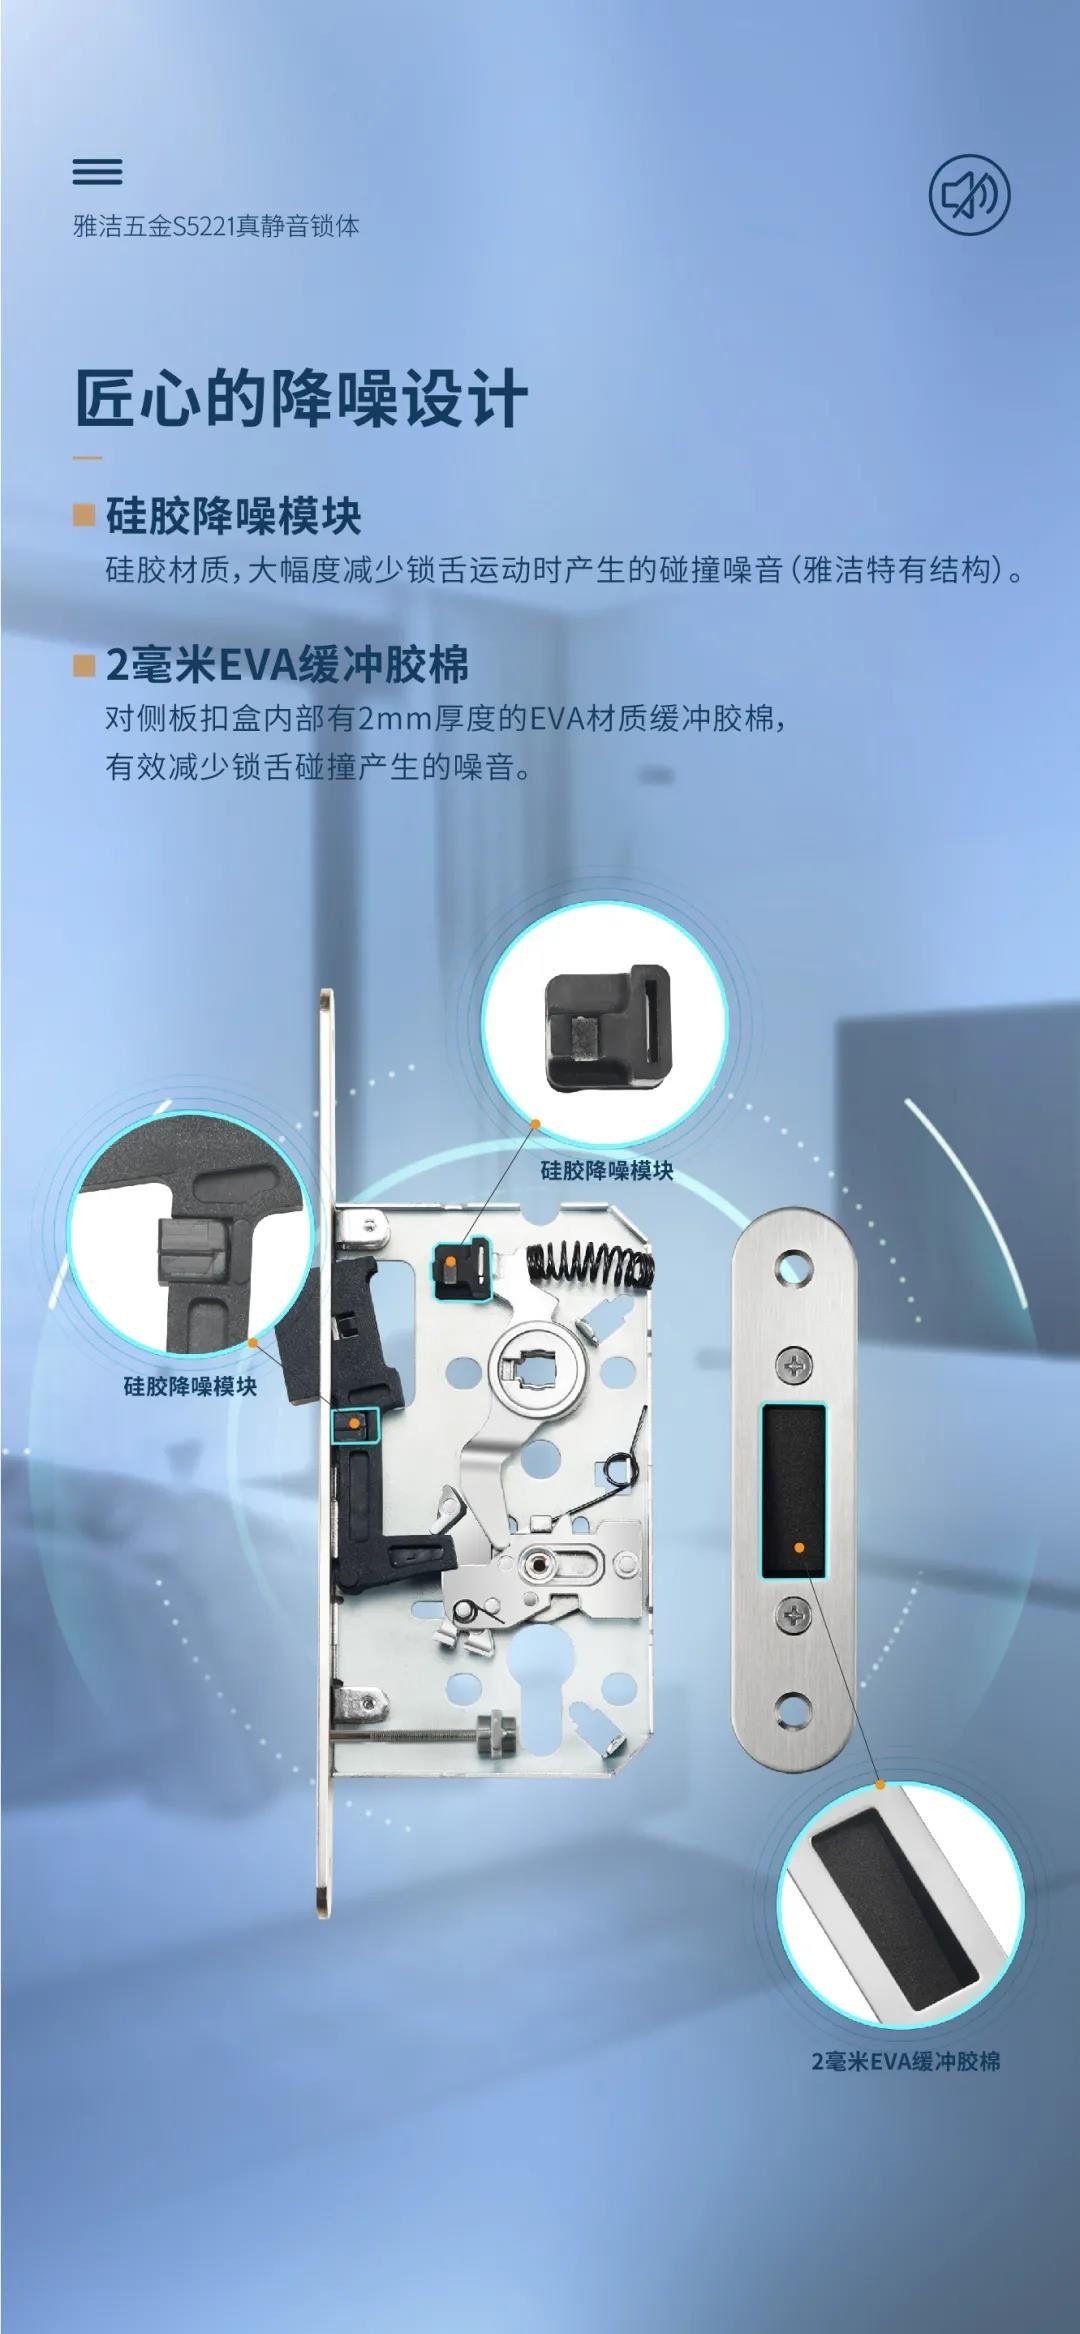 雅洁五金S5221真静音锁体
匠心的降噪设计
硅胶降噪模块
硅胶材质，大幅度减少锁舌运动时产生的碰撞噪音（雅洁特有结构）。
2毫米EVA缓冲胶棉
对侧板扣盒内部有2mm厚度的EVA材质缓冲胶棉，
有效减少锁舌碰撞产生的噪音。
硅胶降噪模块
硅胶降噪模块
2毫米EVA缓冲胶棉